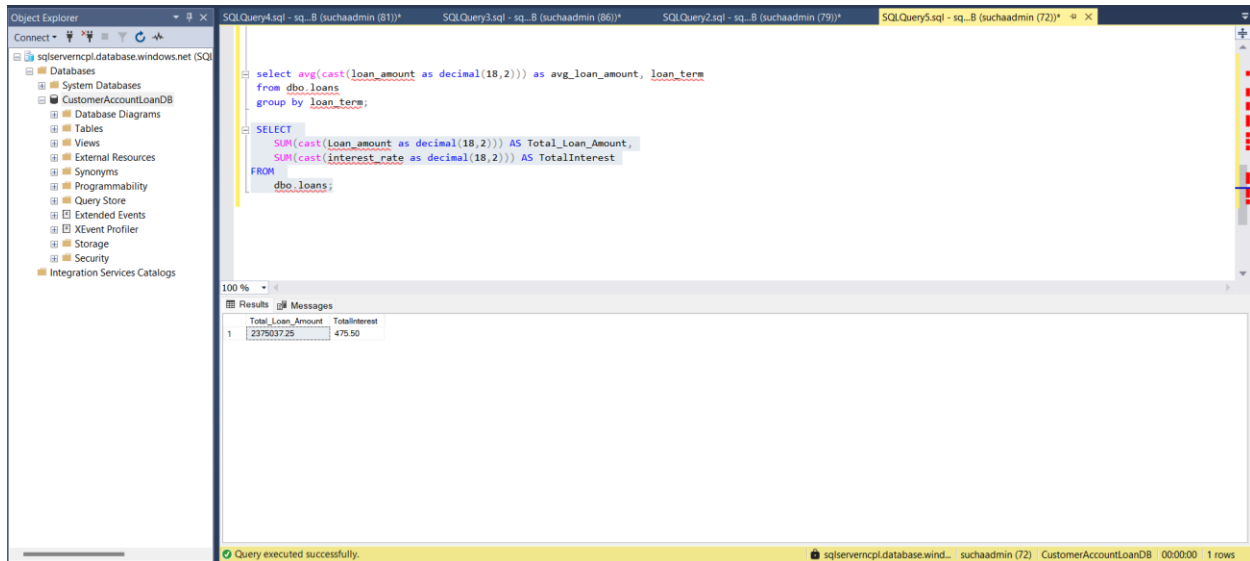 Object Explorer
Connect
sqlserverncpl.database.windows.net (SQL
Databases
System Databases
CustomerAccountLoanDB
Database Diagrams
Tables
Views
External Resources
Synonyms
Programmability
Query Store
Extended Events
XEvent Profiler
Storage
Security
Integration Services Catalogs
SQLQuery4.sql - sq...B (suchaadmin (81))*
SQLQuery3.sql - sq...B (suchaadmin (86))*
SQLQuery2.sql - sq...B (suchaadmin (79))*
SQLQuery5.sql - sq...B (suchaadmin (72))*
select avg(cast(loan_amount as decimal(18,2))) as avg_loan_amount, loan_term
from dbo.loans
group by loan_term;
SELECT
SUM(cast(Loan_amount as decimal(18,2))) AS Total_Loan_Amount,
SUM(cast(interest_rate as decimal(18,2))) AS TotalInterest
FROM
dbo.loans;
100 %
Results Messages
Total_Loan_Amount TotalInterest
1 2375037.25 475.50
Query executed successfully.
sqlserverncpl.database.wind... suchaadmin (72) CustomerAccountLoanDB 00:00:00 1 rows